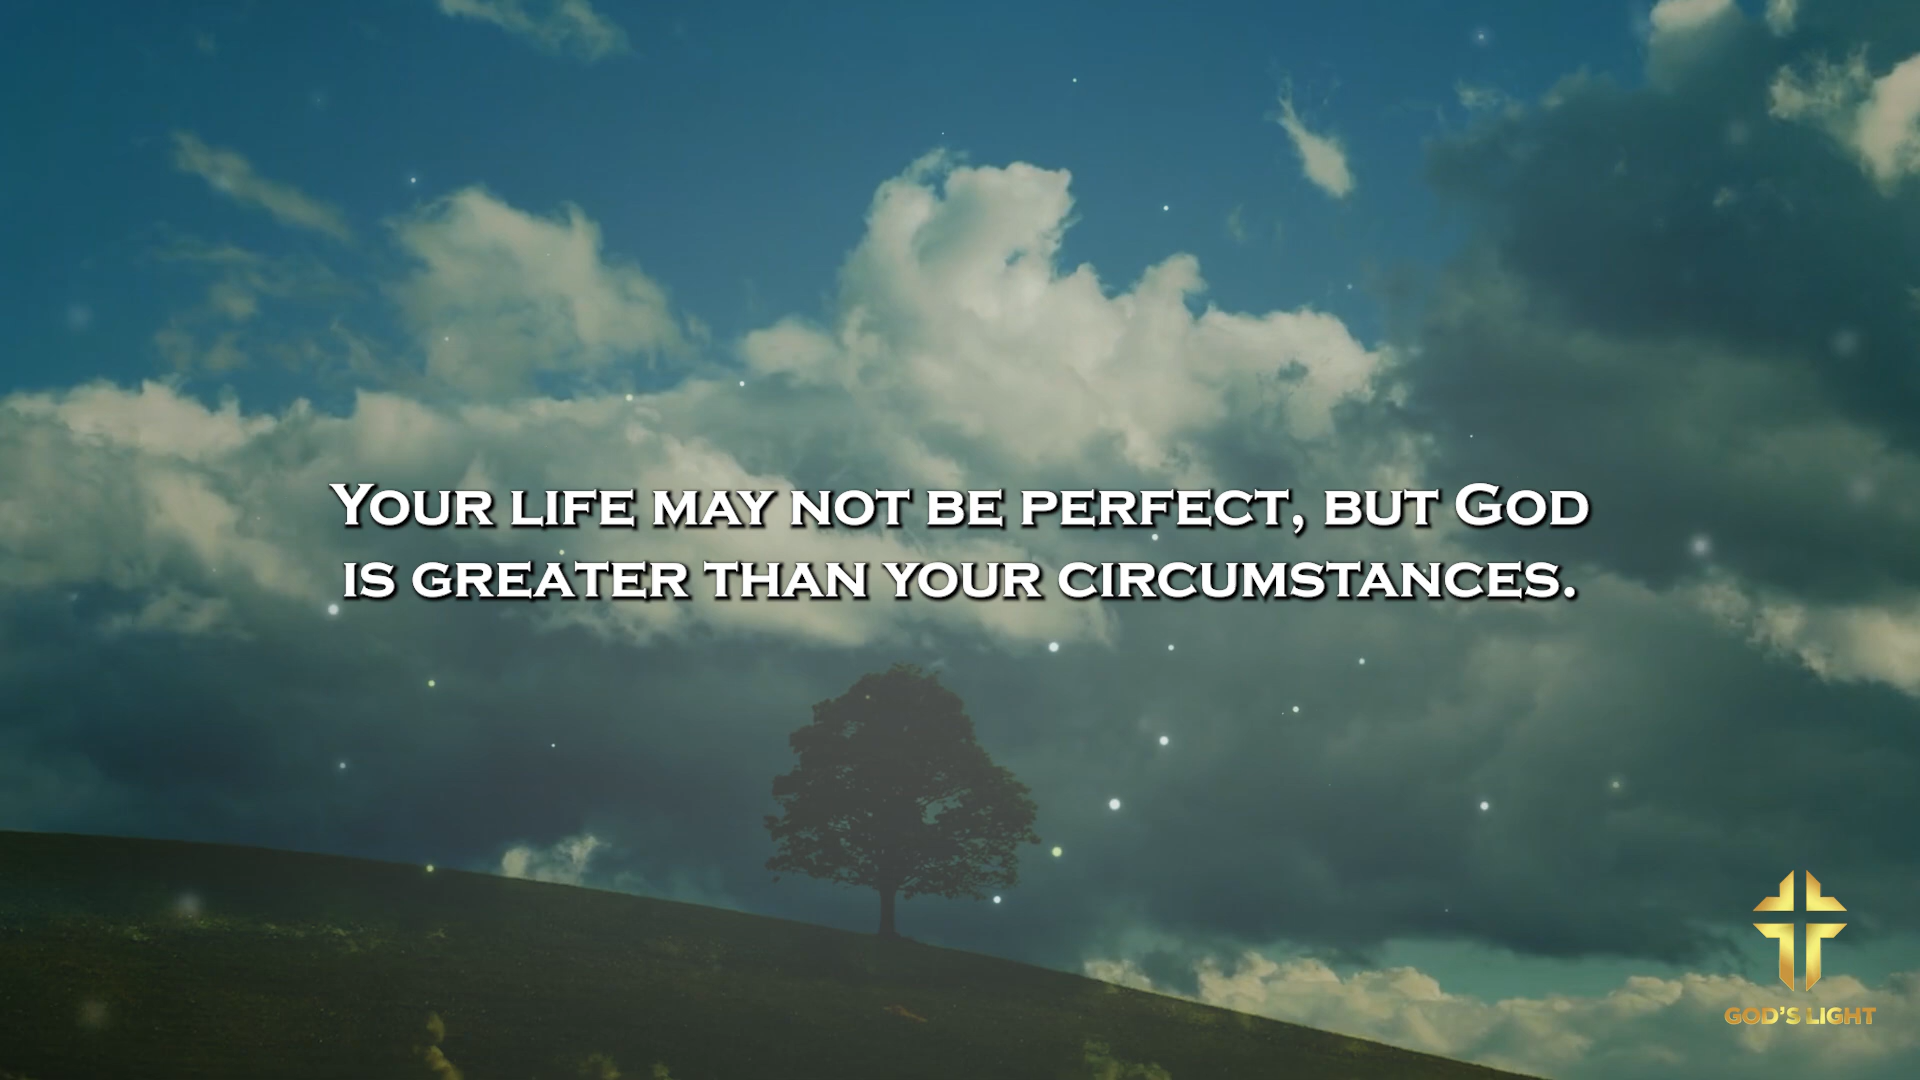 Your life may not be perfect, but God
is greater than your circumstances.
GOD'S LIGHT